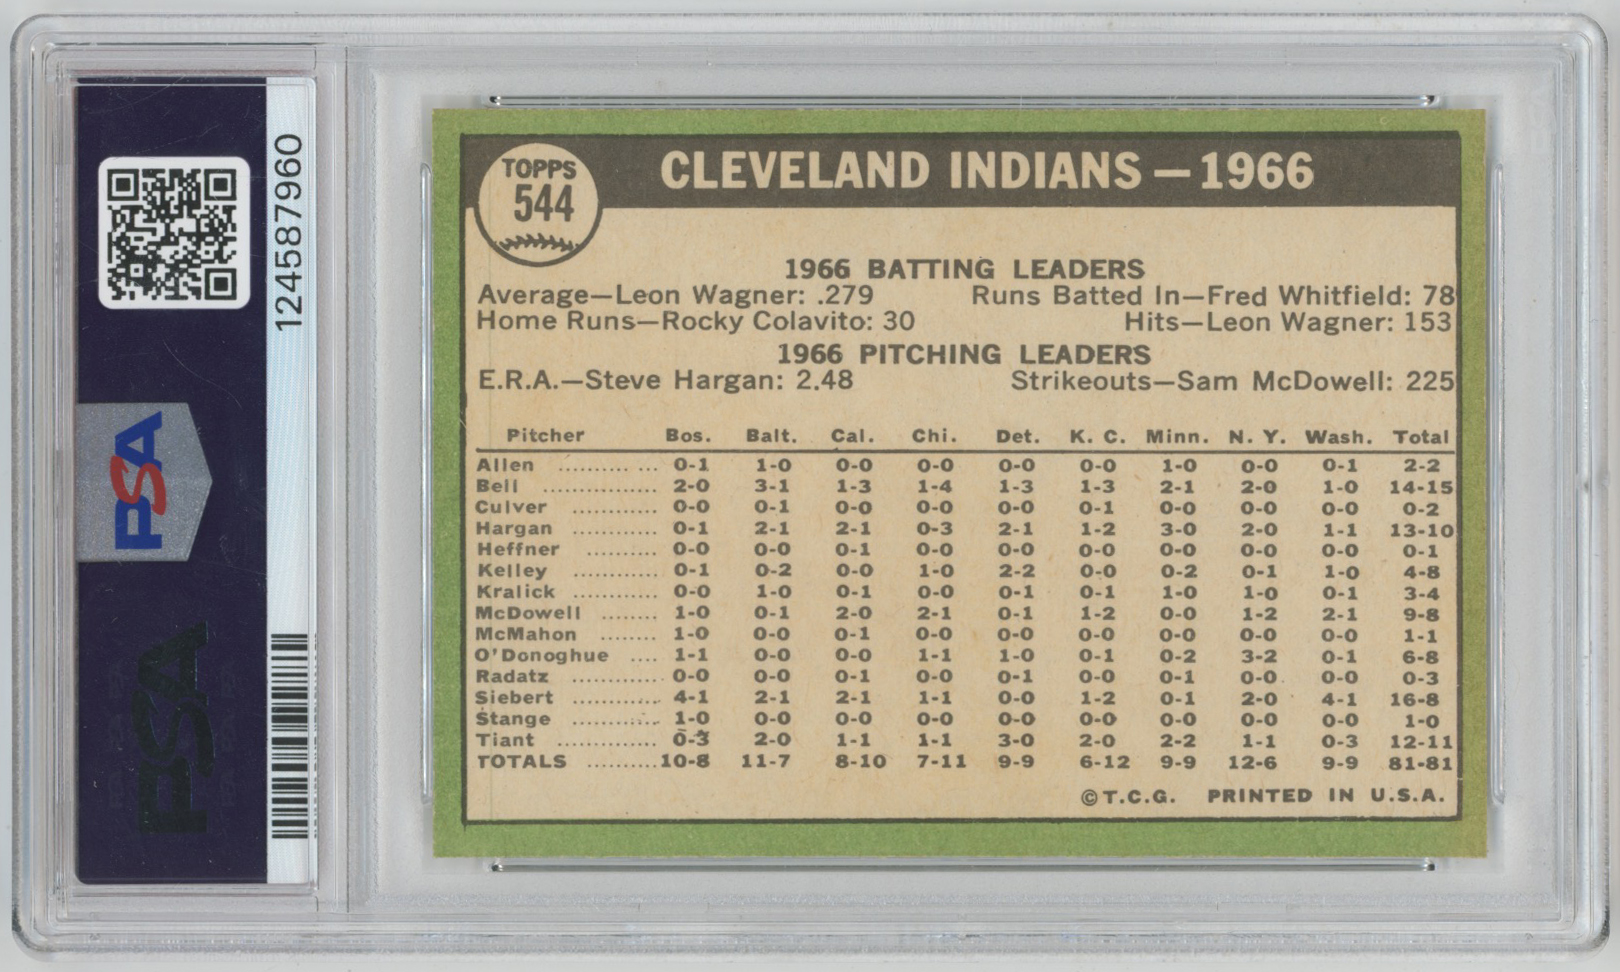 124587960
PSA
PSA
TOPPS
544
CLEVELAND INDIANS — 1966
1966 BATTING LEADERS
Average—Leon Wagner: .279 Runs Batted In—Fred Whitfield: 78
Home Runs—Rocky Colavito: 30 Hits—Leon Wagner: 153
1966 PITCHING LEADERS
E.R.A.—Steve Hargan: 2.48 Strikeouts—Sam McDowell: 225
Pitcher Bos. Balt. Cal. Chi. Det. K. C. Minn. N. Y. Wash. Total
Allen .......... ... 0-1 1-0 0-0 0-0 0-0 0-0 1-0 0-0 0-1 2-2
Bell ................ 2-0 3-1 1-3 1-4 1-3 1-3 2-1 2-0 1-0 14-15
Culver ............ 0-0 0-1 0-0 0-0 0-0 0-1 0-0 0-0 0-0 0-2
Hargan ............ 0-1 2-1 2-1 0-3 2-1 1-2 3-0 2-0 1-1 13-10
Heffner .......... 0-0 0-0 0-1 0-0 0-0 0-0 0-0 0-0 0-0 0-1
Kelley ............ 0-1 0-2 0-0 1-0 2-2 0-0 0-2 0-1 1-0 4-8
Kralick ............ 0-0 1-0 0-1 0-0 0-1 0-1 1-0 1-0 0-1 3-4
McDowell ........ 1-0 0-1 2-0 2-1 0-1 1-2 0-0 1-2 2-1 9-8
McMahon ........ 1-0 0-0 0-1 0-0 0-0 0-0 0-0 0-0 0-0 1-1
O'Donoghue .... 1-1 0-0 0-0 1-1 1-0 0-1 0-2 3-2 0-1 6-8
Radatz ............ 0-0 0-0 0-1 0-0 0-1 0-0 0-1 0-0 0-0 0-3
Siebert ............ 4-1 2-1 2-1 1-1 0-0 1-2 0-1 2-0 4-1 16-8
Stange ............ 1-0 0-0 0-0 0-0 0-0 0-0 0-0 0-0 0-0 1-0
Tiant .............. 0-3 2-0 1-1 1-1 3-0 2-0 2-2 1-1 0-3 12-11
TOTALS .......... 10-8 11-7 8-10 7-11 9-9 6-12 9-9 12-6 9-9 81-81
© T.C.G. PRINTED IN U.S.A.